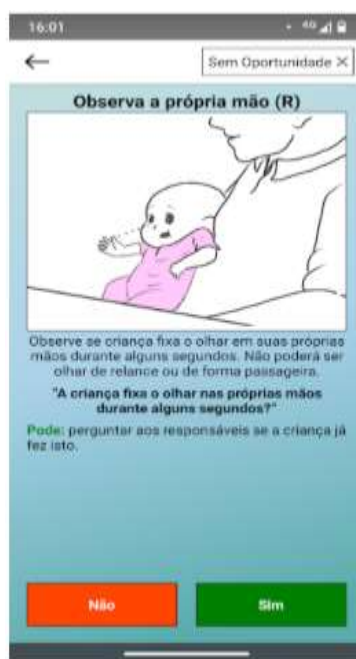 16:01
4G
Sem Oportunidade ×
Observa a própria mão (R)
Observe se criança fixa o olhar em suas próprias
mãos durante alguns segundos. Não poderá ser
olhar de relance ou de forma passageira.
"A criança fixa o olhar nas próprias mãos
durante alguns segundos?"
Pode: perguntar aos responsáveis se a criança já
fez isto.
Não
Sim